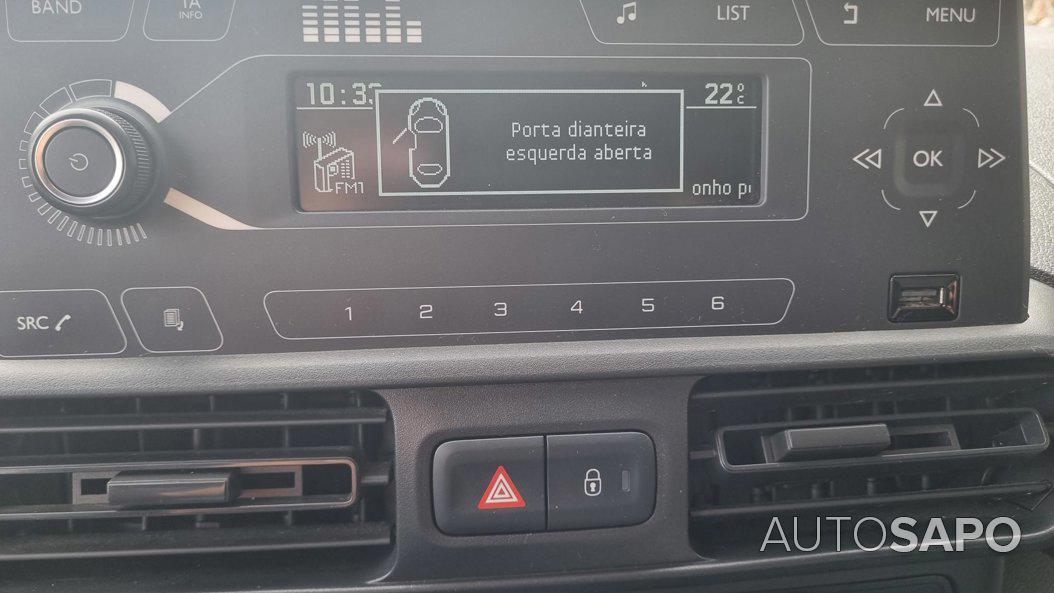 BAND
TA
INFO
LIST
MENU
10:33
22°C
Porta dianteira
esquerda aberta
FM1
onho p
OK
SRC
1 2 3 4 5 6
AUTOSAPO